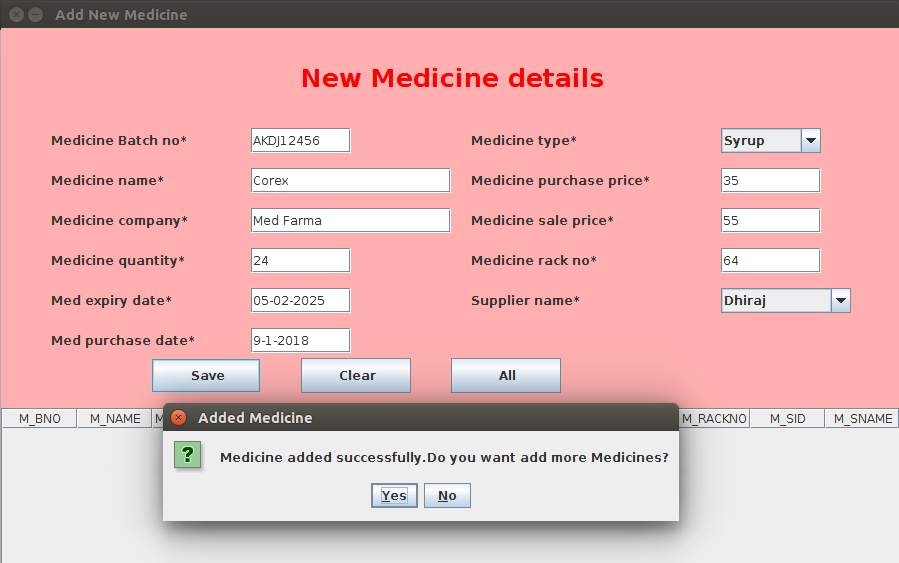 Add New Medicine
New Medicine details
Medicine Batch no* AKDJ12456 Medicine type* Syrup
Medicine name* Corex Medicine purchase price* 35
Medicine company* Med Farma Medicine sale price* 55
Medicine quantity* 24 Medicine rack no* 64
Med expiry date* 05-02-2025 Supplier name* Dhiraj
Med purchase date* 9-1-2018
Save Clear All
M_BNO M_NAME M_RACKNO M_SID M_SNAME
Added Medicine
? Medicine added successfully.Do you want add more Medicines?
Yes No